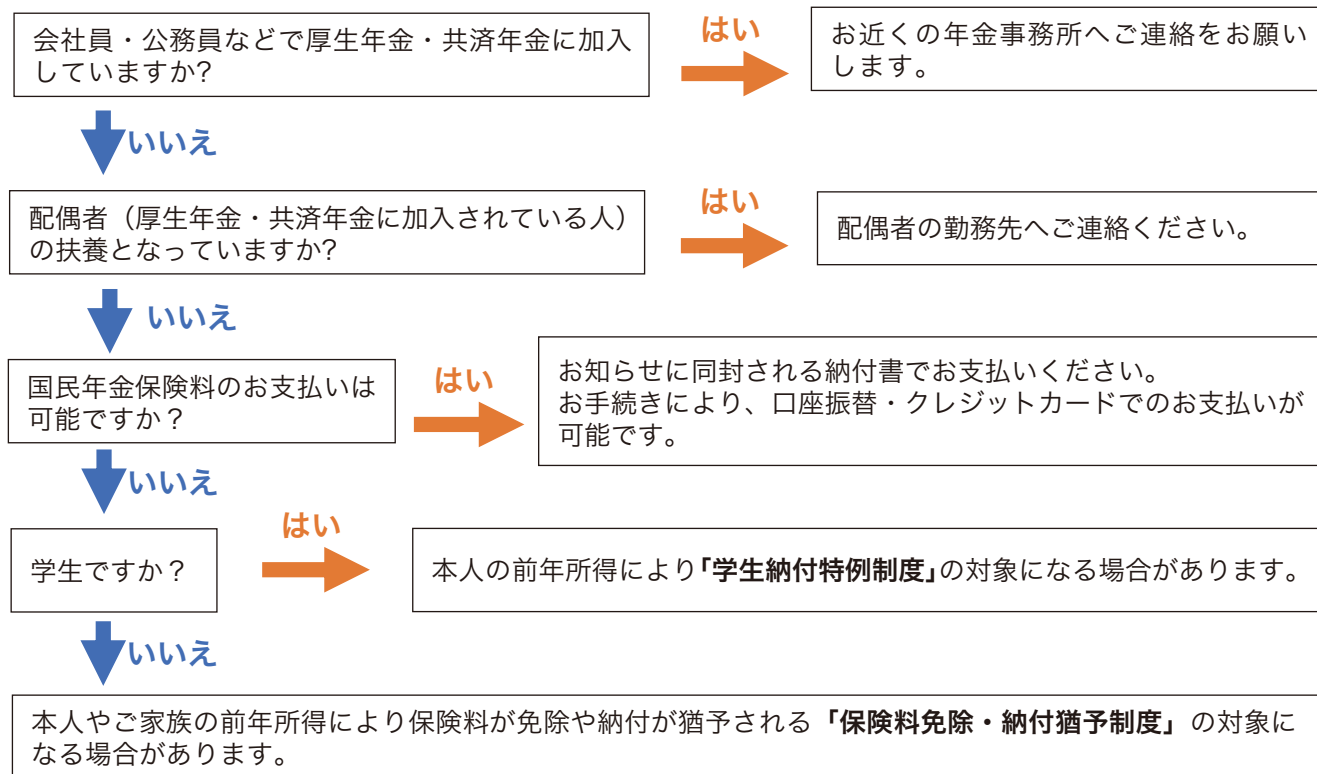 会社員・公務員などで厚生年金・共済年金に加入
していますか?
はい
お近くの年金事務所へご連絡をお願い
します。
いいえ
配偶者（厚生年金・共済年金に加入されている人）
の扶養となっていますか?
はい
配偶者の勤務先へご連絡ください。
いいえ
国民年金保険料のお支払いは
可能ですか？
はい
お知らせに同封される納付書でお支払いください。
お手続きにより、口座振替・クレジットカードでのお支払いが
可能です。
いいえ
学生ですか？
はい
本人の前年所得により「学生納付特例制度」の対象になる場合があります。
いいえ
本人やご家族の前年所得により保険料が免除や納付が猶予される「保険料免除・納付猶予制度」の対象に
なる場合があります。